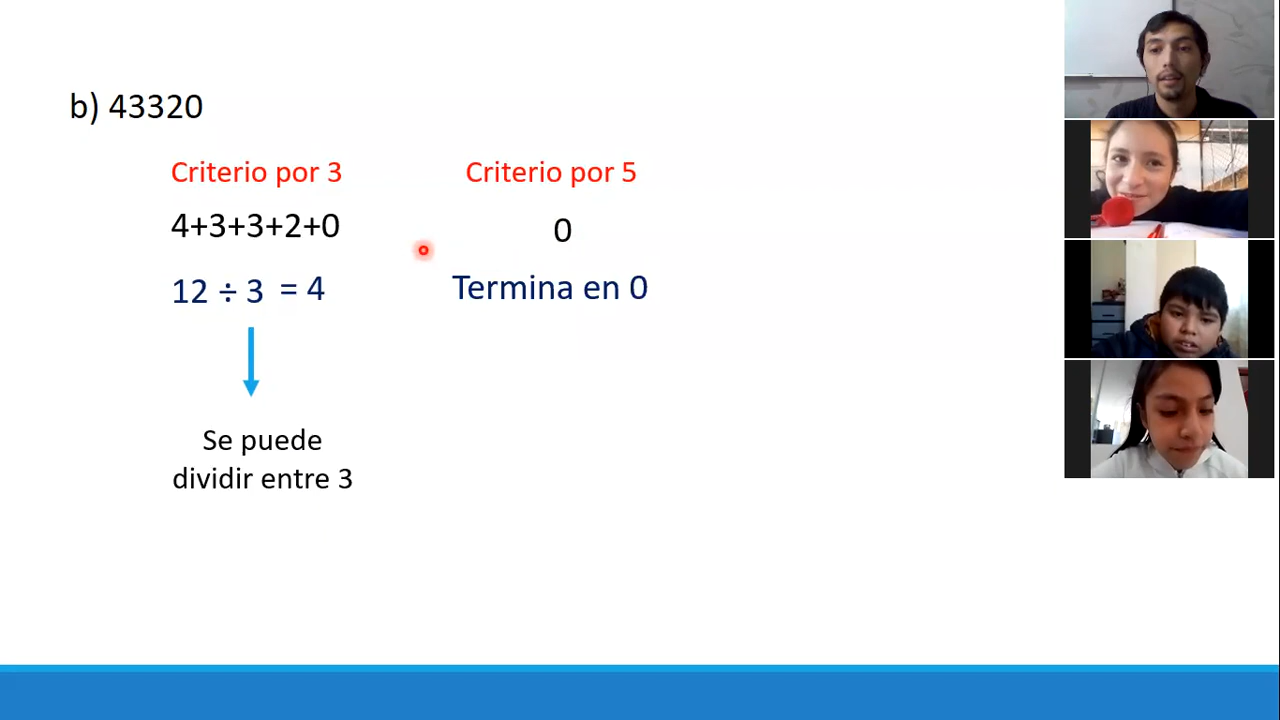 b) 43320
Criterio por 3
4+3+3+2+0
12 ÷ 3 = 4
Se puede
dividir entre 3
Criterio por 5
0
Termina en 0